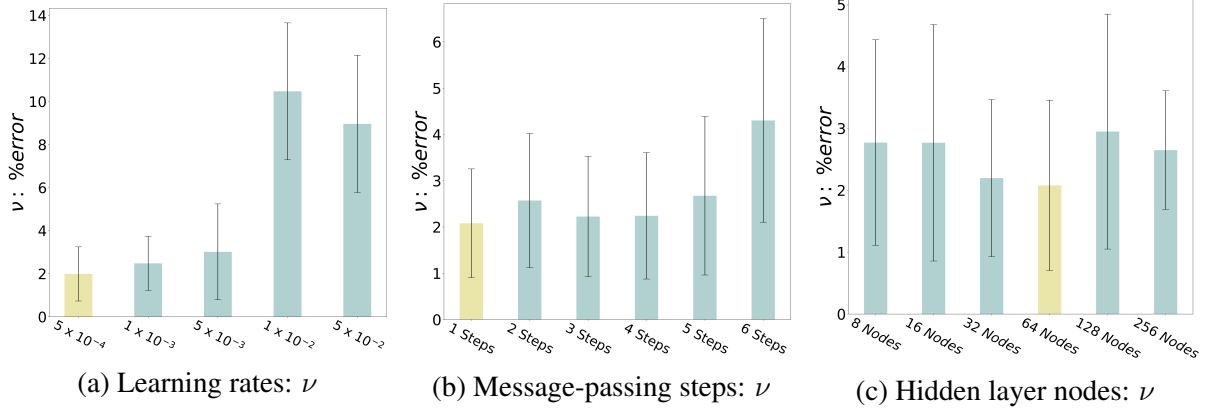 14
12
10
8
6
4
2
0
ν: %error
5 x 10⁻⁴
1 x 10⁻³
5 x 10⁻³
1 x 10⁻²
5 x 10⁻²
(a) Learning rates: ν
6
5
4
3
2
1
0
ν: %error
1 Steps
2 Steps
3 Steps
4 Steps
5 Steps
6 Steps
(b) Message-passing steps: ν
5
4
3
2
1
0
ν: %error
8 Nodes
16 Nodes
32 Nodes
64 Nodes
128 Nodes
256 Nodes
(c) Hidden layer nodes: ν